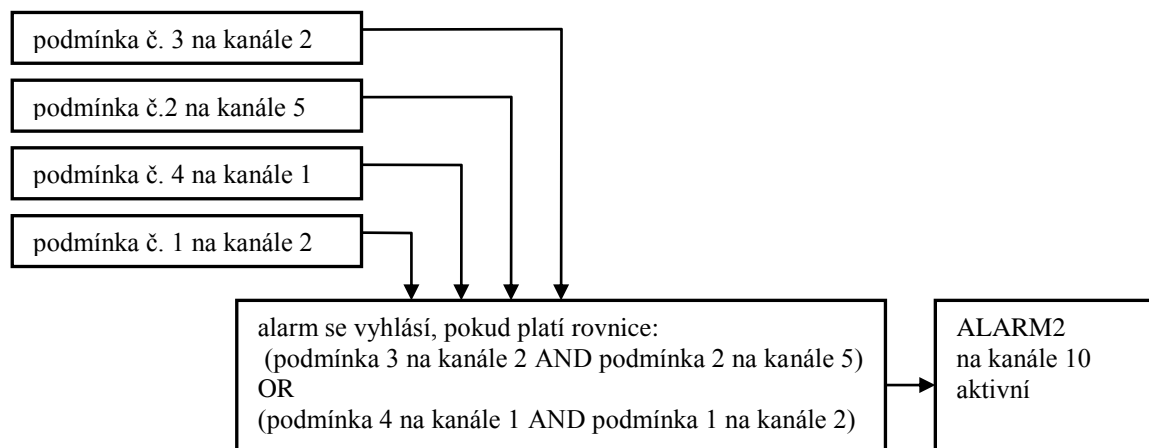 podmínka č. 3 na kanále 2
podmínka č.2 na kanále 5
podmínka č. 4 na kanále 1
podmínka č. 1 na kanále 2
alarm se vyhlásí, pokud platí rovnice:
(podmínka 3 na kanále 2 AND podmínka 2 na kanále 5)
OR
(podmínka 4 na kanále 1 AND podmínka 1 na kanále 2)
ALARM2
na kanále 10
aktivní